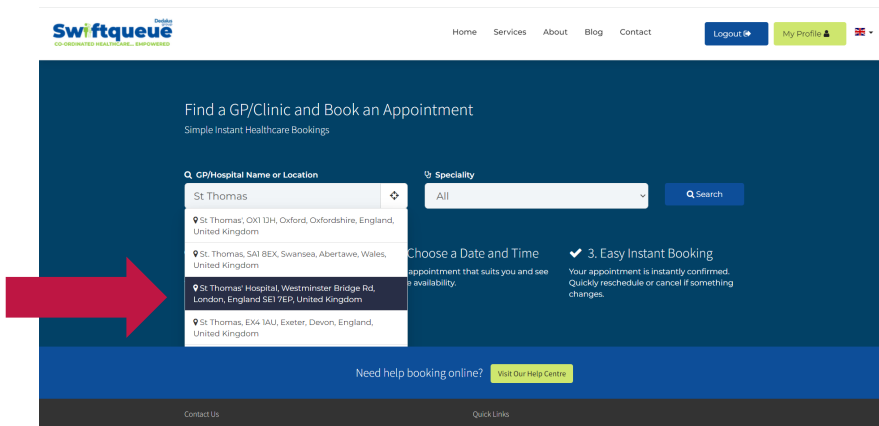 Dedalus
group
Swiftqueue
CO-ORDINATED HEALTHCARE... EMPOWERED
Home Services About Blog Contact Logout My Profile
Find a GP/Clinic and Book an Appointment
Simple Instant Healthcare Bookings
GP/Hospital Name or Location
Speciality
St Thomas
All
Search
St Thomas', OX1 1JH, Oxford, Oxfordshire, England,
United Kingdom
St. Thomas, SA1 8EX, Swansea, Abertawe, Wales,
United Kingdom
St Thomas' Hospital, Westminster Bridge Rd,
London, England SE1 7EP, United Kingdom
St Thomas, EX4 1AU, Exeter, Devon, England,
United Kingdom
Choose a Date and Time
appointment that suits you and see
e availability.
3. Easy Instant Booking
Your appointment is instantly confirmed.
Quickly reschedule or cancel if something
changes.
Need help booking online? Visit Our Help Centre
Contact Us
Quick Links